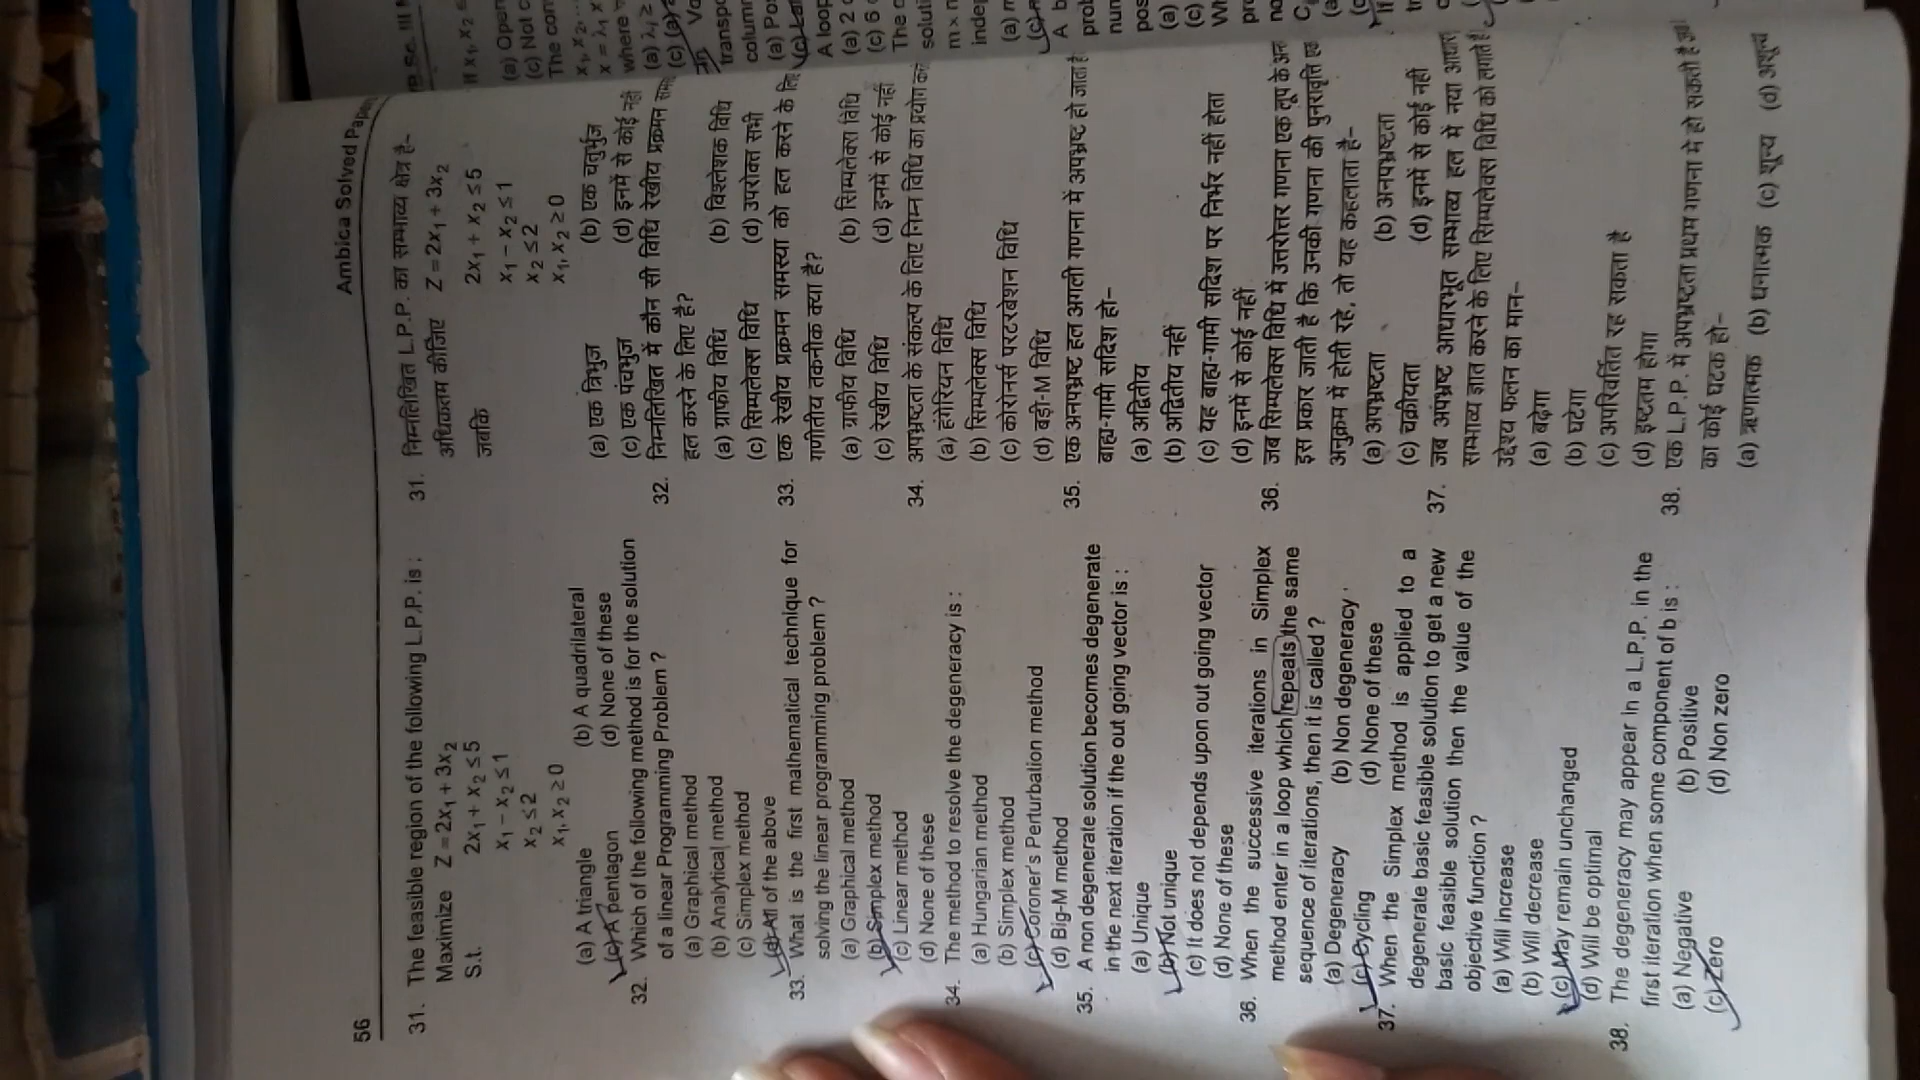 56
Ambica Solved
31. The feasible region of the following L.P.P. is :
Maximize Z = 2x₁ + 3x₂
S.t. 2x₁ + x₂ ≤ 5
x₁ – x₂ ≤ 1
x₂ ≤ 2
x₁, x₂ ≥ 0
(a) A triangle (b) A quadrilateral
(c) A pentagon (d) None of these
32. Which of the following method is for the solution
of a linear Programming Problem ?
(a) Graphical method
(b) Analytical method
(c) Simplex method
(d) All of the above
33. What is the first mathematical technique for
solving the linear programming problem ?
(a) Graphical method
(b) Simplex method
(c) Linear method
(d) None of these
34. The method to resolve the degeneracy is :
(a) Hungarian method
(b) Simplex method
(c) Coroner's Perturbation method
(d) Big-M method
35. A non degenerate solution becomes degenerate
in the next iteration if the out going vector is :
(a) Unique
(b) Not unique
(c) It does not depends upon out going vector
(d) None of these
36. When the successive iterations in Simplex
method enter in a loop which repeats the same
sequence of iterations, then it is called ?
(a) Degeneracy (b) Non degeneracy
(c) Cycling (d) None of these
37. When the Simplex method is applied to a
degenerate basic feasible solution to get a new
basic feasible solution then the value of the
objective function ?
(a) Will increase
(b) Will decrease
(c) May remain unchanged
(d) Will be optimal
38. The degeneracy may appear in a L.P.P. in the
first iteration when some component of b is :
(a) Negative (b) Positive
(c) Zero (d) Non zero
31. निम्नलिखित L.P.P. का सम्भाव्य क्षेत्र है–
अधिकतम कीजिए Z = 2x₁ + 3x₂
जबकि 2x₁ + x₂ ≤ 5
x₁ – x₂ ≤ 1
x₂ ≤ 2
x₁, x₂ ≥ 0
(a) एक त्रिभुज (b) एक चतुर्भुज
(c) एक पंचभुज (d) इनमें से कोई नहीं
32. निम्नलिखित में कौन सी विधि रेखीय प्रक्रमन
हल करने के लिए है?
(a) ग्राफीय विधि (b) विश्लेशक विधि
(c) सिम्पलेक्स विधि (d) उपरोक्त सभी
33. एक रेखीय प्रक्रमन समस्या को हल करने के
गणीतीय तकनीक क्या है?
(a) ग्राफीय विधि (b) सिम्पलेक्स विधि
(c) रेखीय विधि (d) इनमें से कोई नहीं
34. अपभ्रष्टता के संकल्प के लिए निम्न विधि का प्रयोग
(a) हंगेरियन विधि
(b) सिम्पलेक्स विधि
(c) कोरोनर्स परटरबेशन विधि
(d) बड़ी-M विधि
35. एक अनपभ्रष्ट हल अगली गणना में अपभ्रष्ट हो जाता है
बाह्य-गामी सदिश हो–
(a) अद्वितीय
(b) अद्वितीय नहीं
(c) यह बाह्य-गामी सदिश पर निर्भर नहीं होता
(d) इनमें से कोई नहीं
36. जब सिम्पलेक्स विधि में उत्तरोत्तर गणना एक लूप के
इस प्रकार जाती है कि उनकी गणना की पुनरावृत्ति एक
अनुक्रम में होती रहे, तो यह कहलाता है–
(a) अपभ्रष्टता (b) अनपभ्रष्टता
(c) चक्रीयता (d) इनमें से कोई नहीं
37. जब अपभ्रष्ट आधारभूत सम्भाव्य हल में नया आधार
सम्भाव्य ज्ञात करने के लिए सिम्पलेक्स विधि को लगाते है
उद्देश्य फलन का मान–
(a) बढ़ेगा
(b) घटेगा
(c) अपरिवर्तित रह सकता है
(d) इष्टतम होगा
38. एक L.P.P. में अपभ्रष्टता प्रथम गणना मे हो सकती है
का कोई घटक हो–
(a) ऋणात्मक (b) धनात्मक (c) शून्य (d) अशून्य